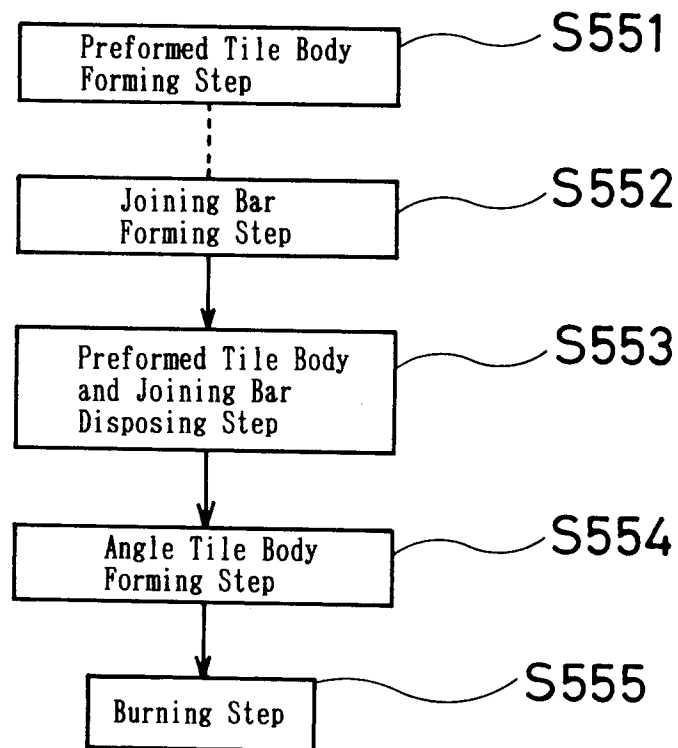 Preformed Tile Body
Forming Step
S551
Joining Bar
Forming Step
S552
Preformed Tile Body
and Joining Bar
Disposing Step
S553
Angle Tile Body
Forming Step
S554
Burning Step
S555